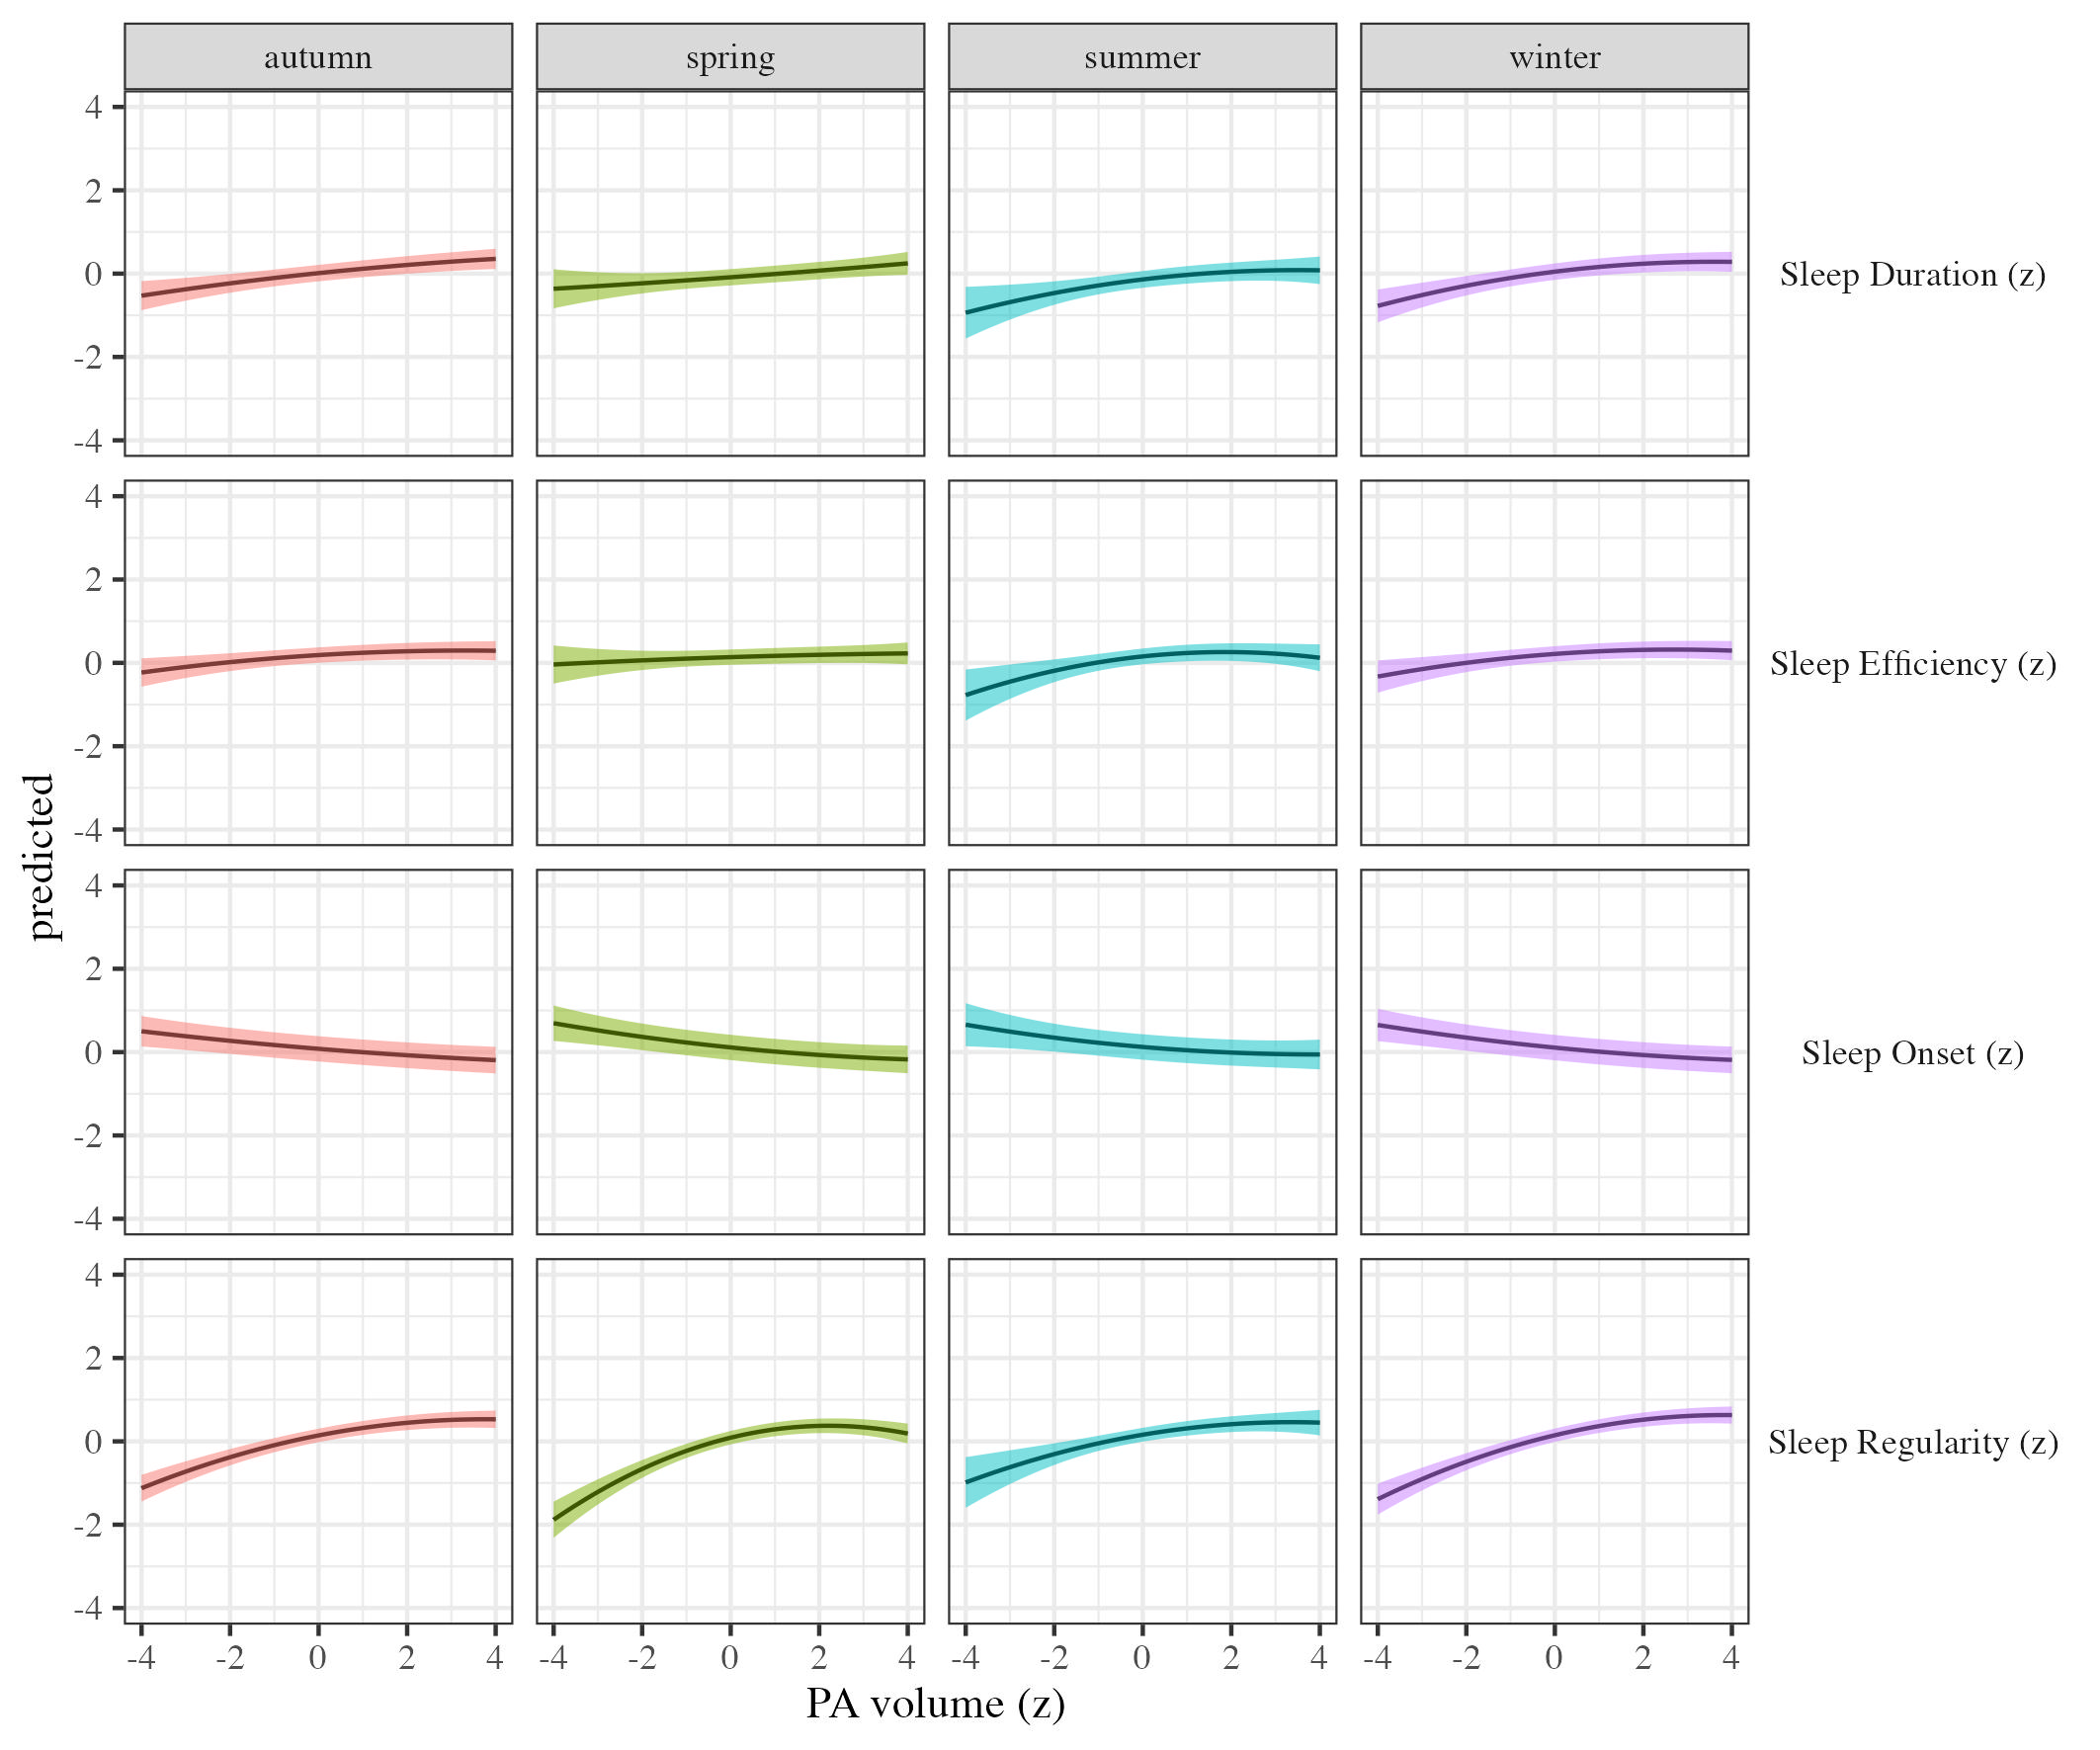 autumn spring summer winter
4
2
0
-2
-4
Sleep Duration (z)
4
2
0
-2
-4
Sleep Efficiency (z)
predicted
4
2
0
-2
-4
Sleep Onset (z)
4
2
0
-2
-4
Sleep Regularity (z)
-4 -2 0 2 4 -4 -2 0 2 4 -4 -2 0 2 4 -4 -2 0 2 4
PA volume (z)